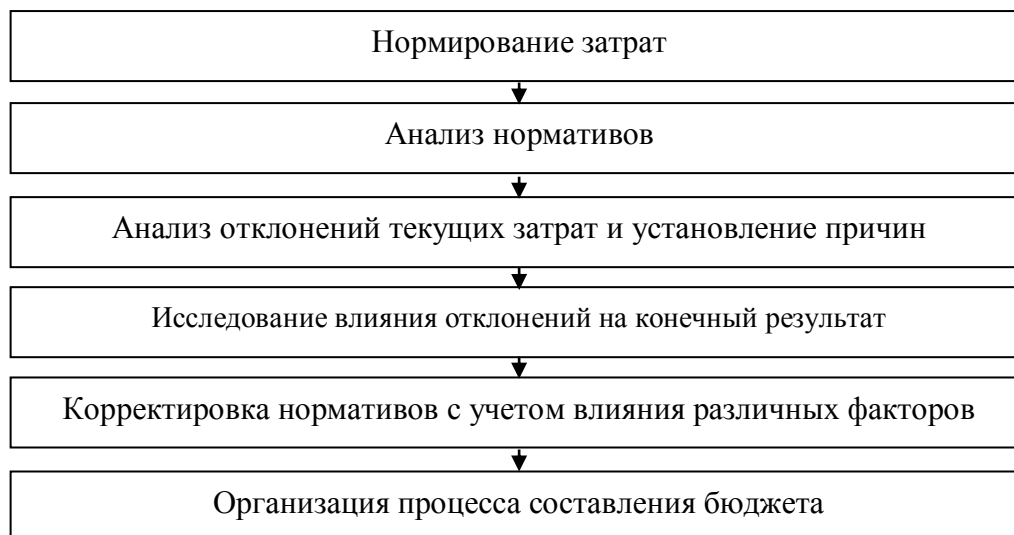 Нормирование затрат
Анализ нормативов
Анализ отклонений текущих затрат и установление причин
Исследование влияния отклонений на конечный результат
Корректировка нормативов с учетом влияния различных факторов
Организация процесса составления бюджета